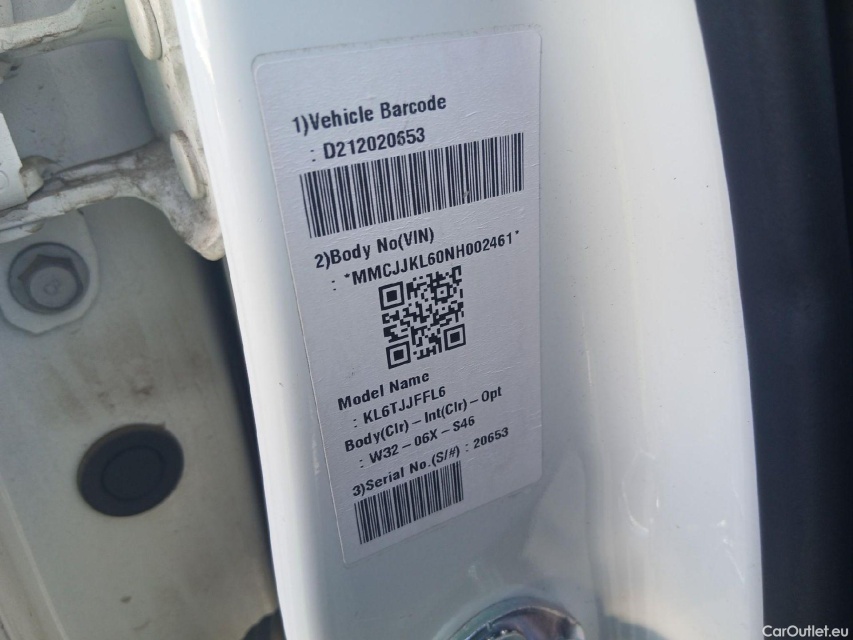 1)Vehicle Barcode
: D212020653
2)Body No(VIN)
: *MMCJJKL60NH002461*
Model Name
: KL6TJJFFL6
Body(Clr)-Int(Clr)-Opt
: W32-06X-S46
3)Serial No.(S/#) : 20653
CarOutlet.eu